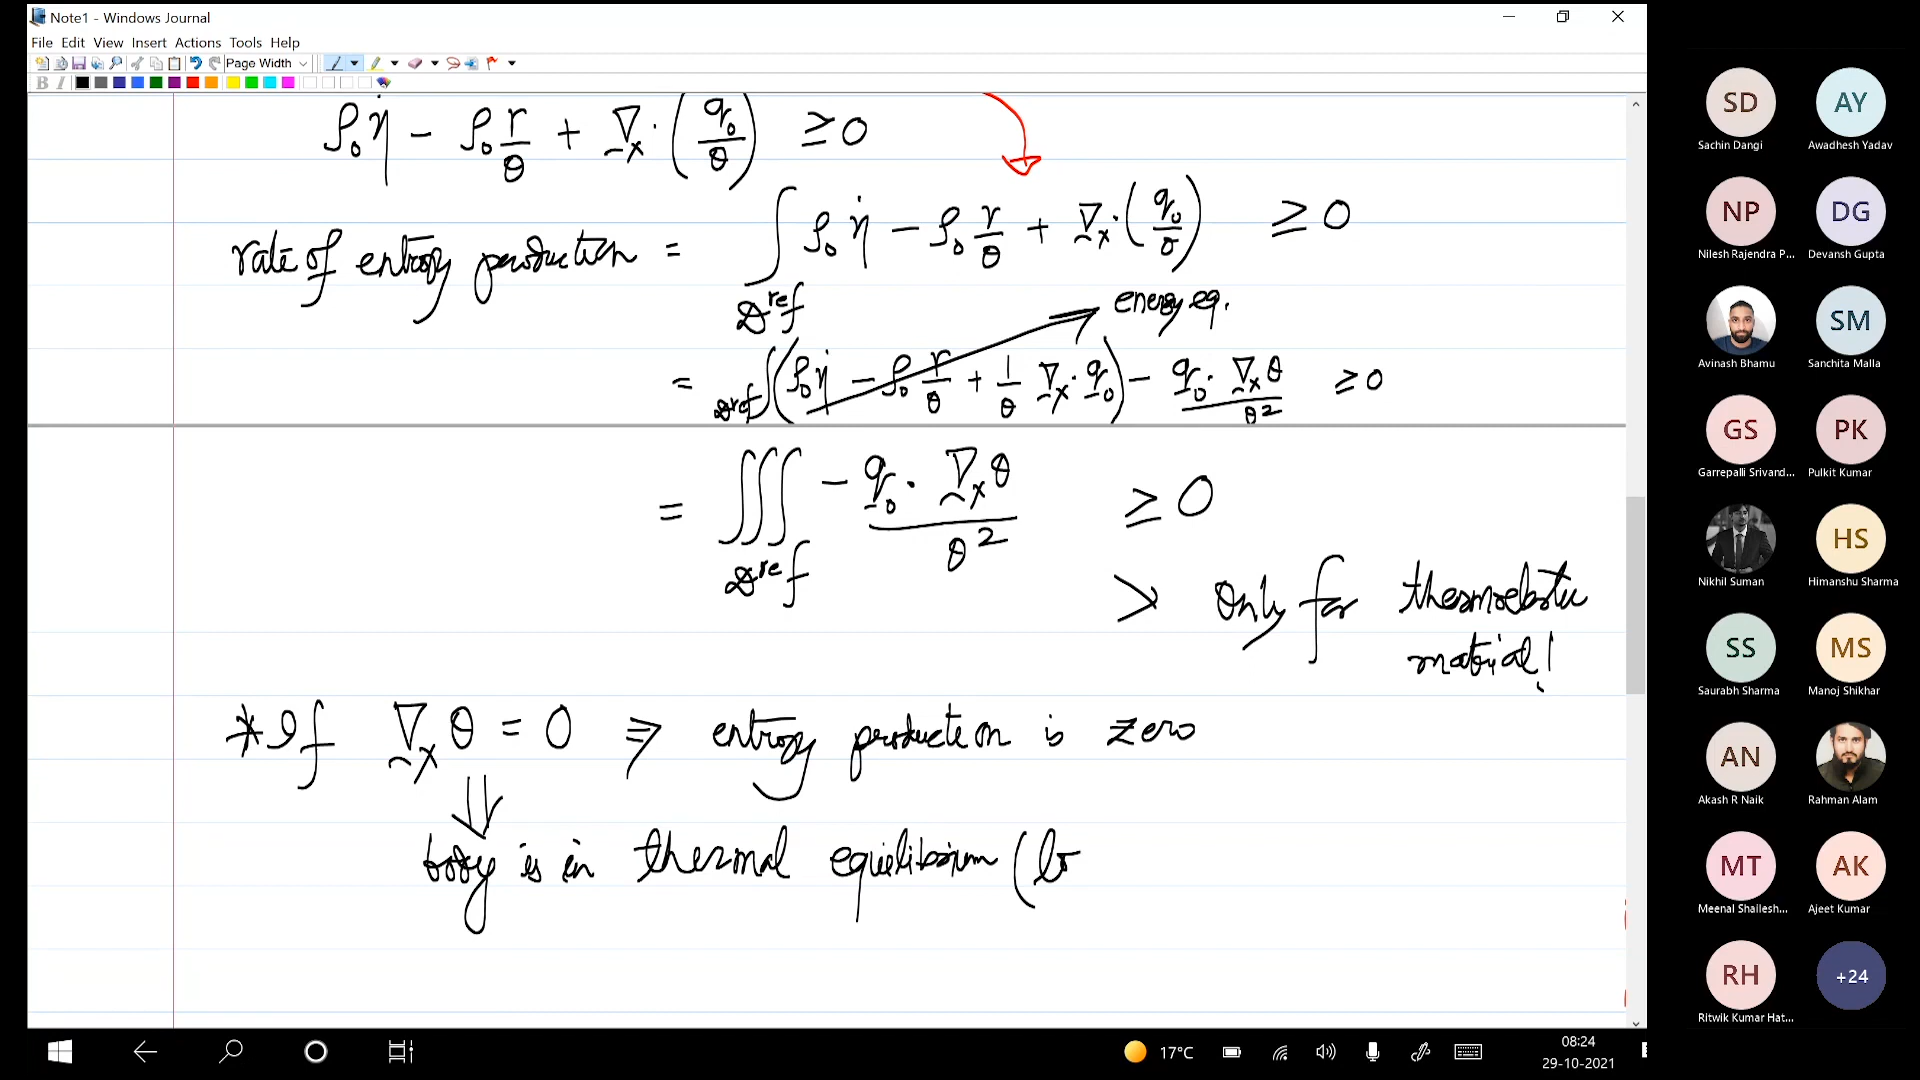 Note1 - Windows Journal
File Edit View Insert Actions Tools Help
Page Width
B I
ρ₀η̇ - ρ₀ r/θ + ∇ₓ·(q₀/θ) ≥0
rate of entropy production = ∫ ρ₀η̇ - ρ₀ r/θ + ∇ₓ·(q₀/θ) ≥ 0
𝒟ref
energy eq.
= 𝒟ref ∫(ρ₀η̇ - ρ₀ r/θ + 1/θ ∇ₓ·q₀) - q₀·∇ₓθ/θ² ≥0
= ∭ - q₀·∇ₓθ/θ² ≥0
𝒟ref
> only for thermoelastic
material!
*If ∇ₓθ = 0 ⇒ entropy production is zero
⇓
body is in thermal equilibrium (
SD
Sachin Dangi
AY
Awadhesh Yadav
NP
Nilesh Rajendra P...
DG
Devansh Gupta
Avinash Bhamu
SM
Sanchita Malla
GS
Garrepalli Srivand...
PK
Pulkit Kumar
Nikhil Suman
HS
Himanshu Sharma
SS
Saurabh Sharma
MS
Manoj Shikhar
AN
Akash R Naik
Rahman Alam
MT
Meenal Shailesh...
AK
Ajeet Kumar
RH
Ritwik Kumar Hat...
+24
17°C
08:24
29-10-2021